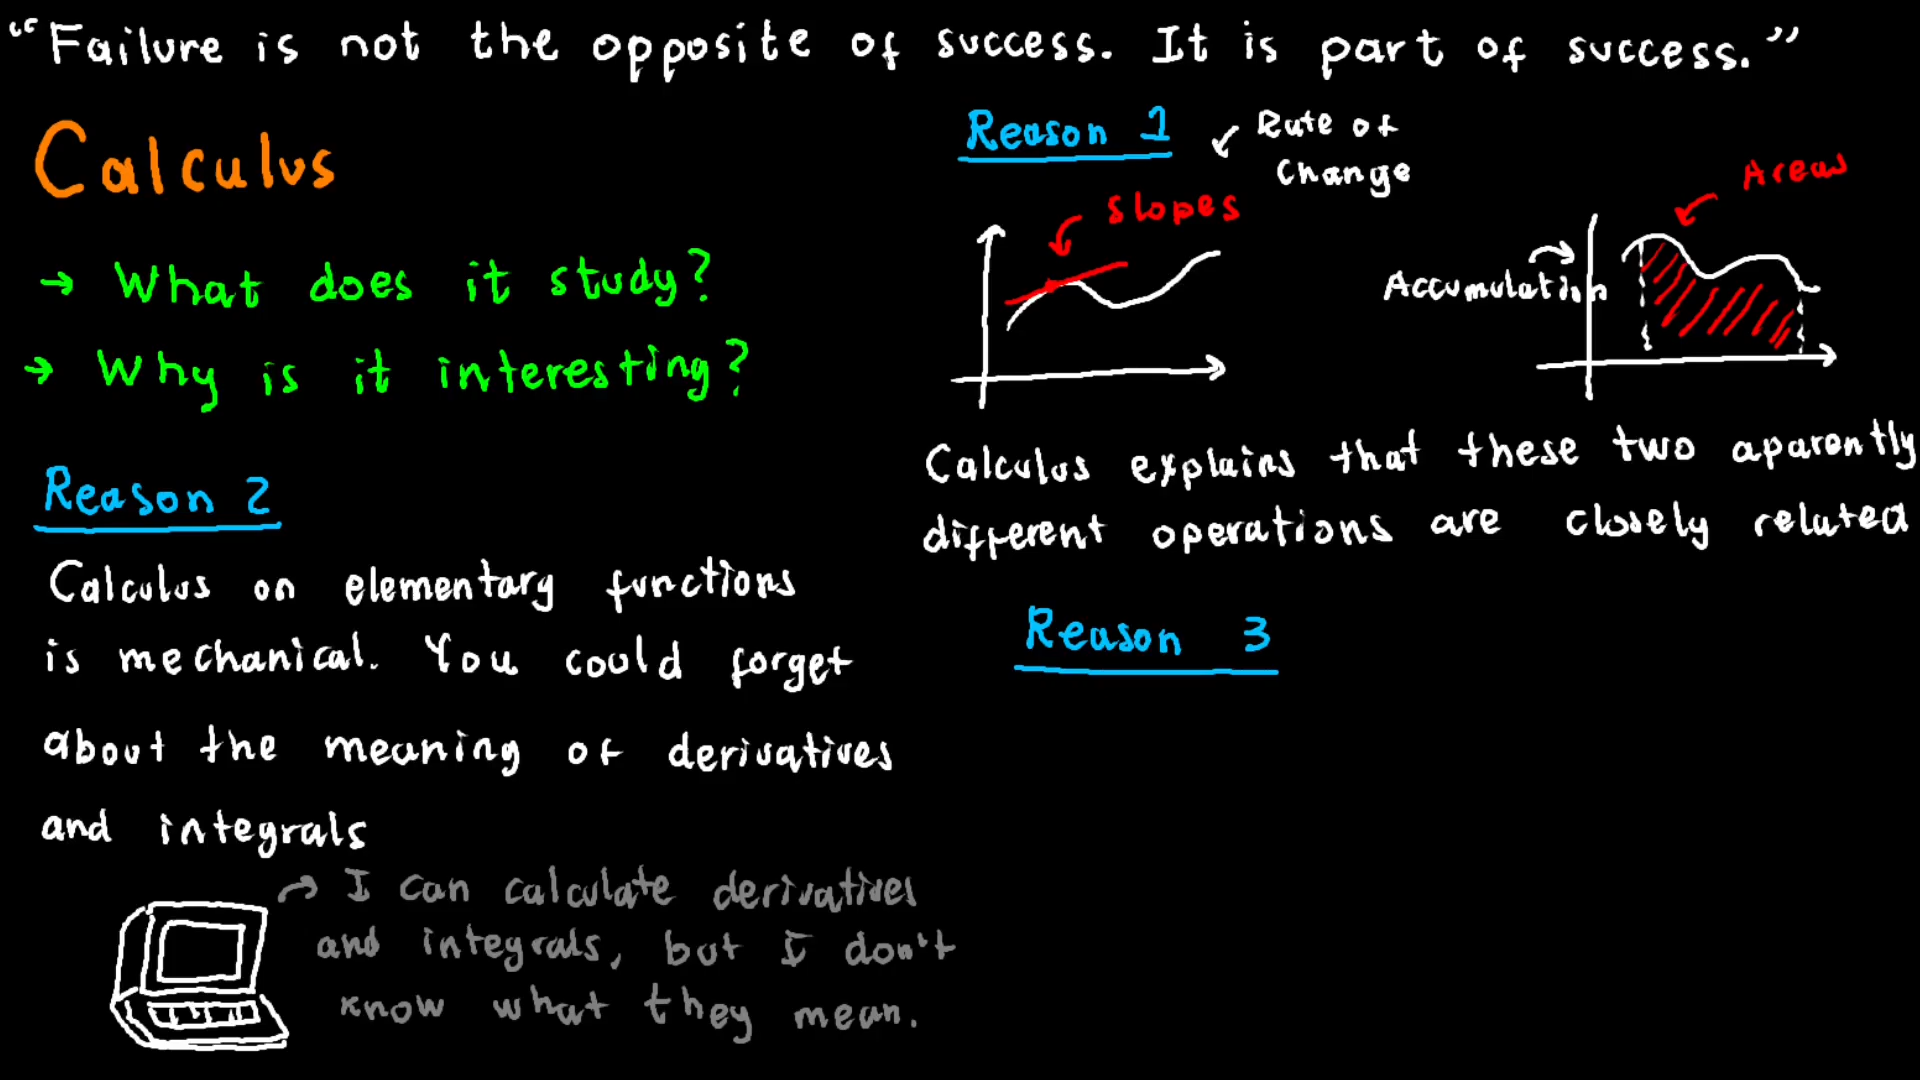 “Failure is not the opposite of success. It is part of success.”
Calculus
→ What does it study?
→ Why is it interesting?
Reason 1
Rate of
Change
Slopes
Areas
Accumulation
Calculus explains that these two aparently
different operations are closely related
Reason 2
Calculus on elementary functions
is mechanical. You could forget
about the meaning of derivatives
and integrals
I can calculate derivatives
and integrals, but I don't
know what they mean.
Reason 3